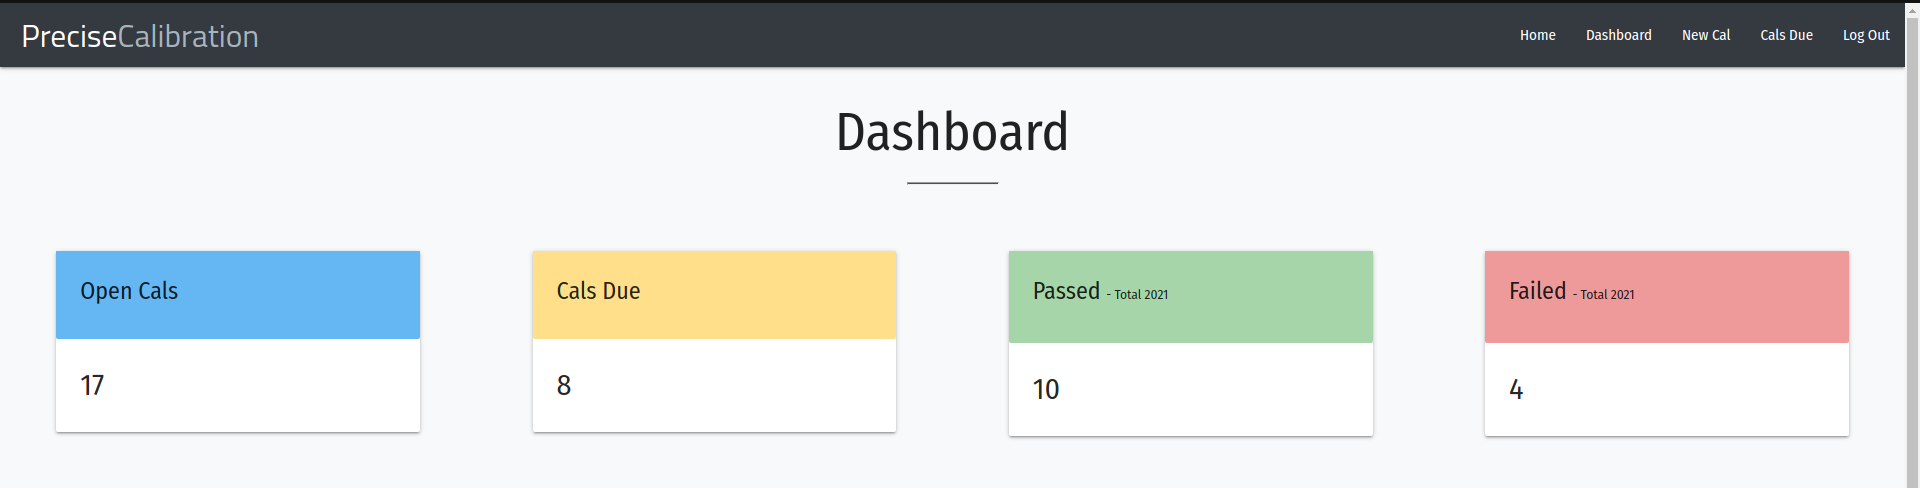 PreciseCalibration
Home Dashboard New Cal Cals Due Log Out
Dashboard
Open Cals
17
Cals Due
8
Passed - Total 2021
10
Failed - Total 2021
4